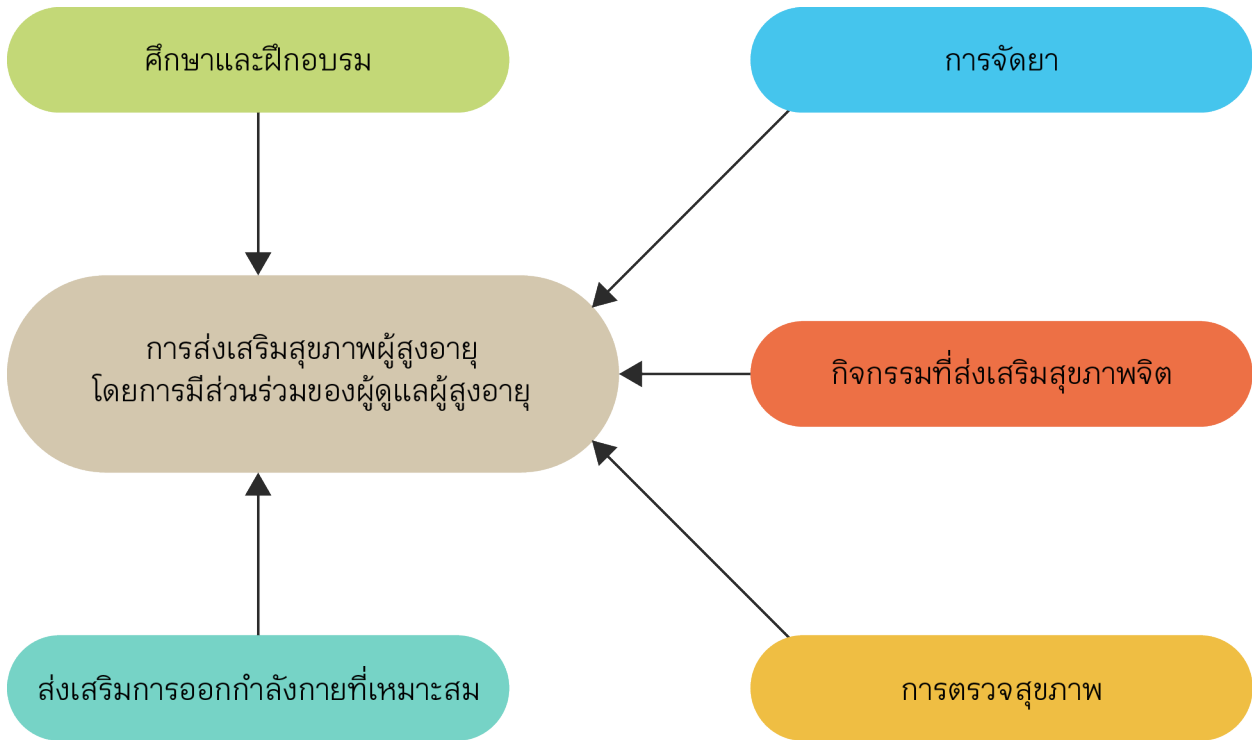 ศึกษาและฝึกอบรม
การจัดยา
การส่งเสริมสุขภาพผู้สูงอายุ
โดยการมีส่วนร่วมของผู้ดูแลผู้สูงอายุ
กิจกรรมที่ส่งเสริมสุขภาพจิต
ส่งเสริมการออกกำลังกายที่เหมาะสม
การตรวจสุขภาพ